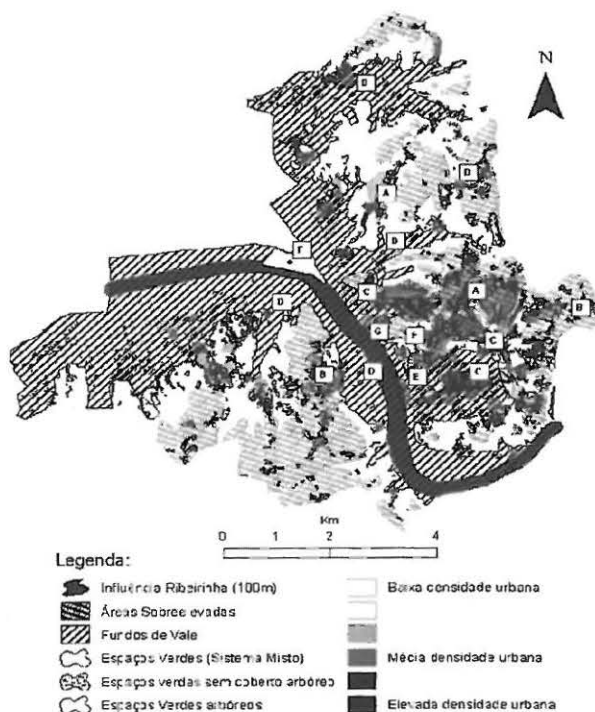 N
D
D
A
D
F
C
A
B
D
G
F
G
B
D
E
C
Km
0 1 2 4
Legenda:
Influência Ribeirinha (100m)
Baixa densidade urbana
Áreas Sobreelevadas
Fundos de Vale
Espaços Verdes (Sistema Misto)
Média densidade urbana
Espaços verdes sem coberto arbóreo
Espaços Verdes arbóreos
Elevada densidade urbana